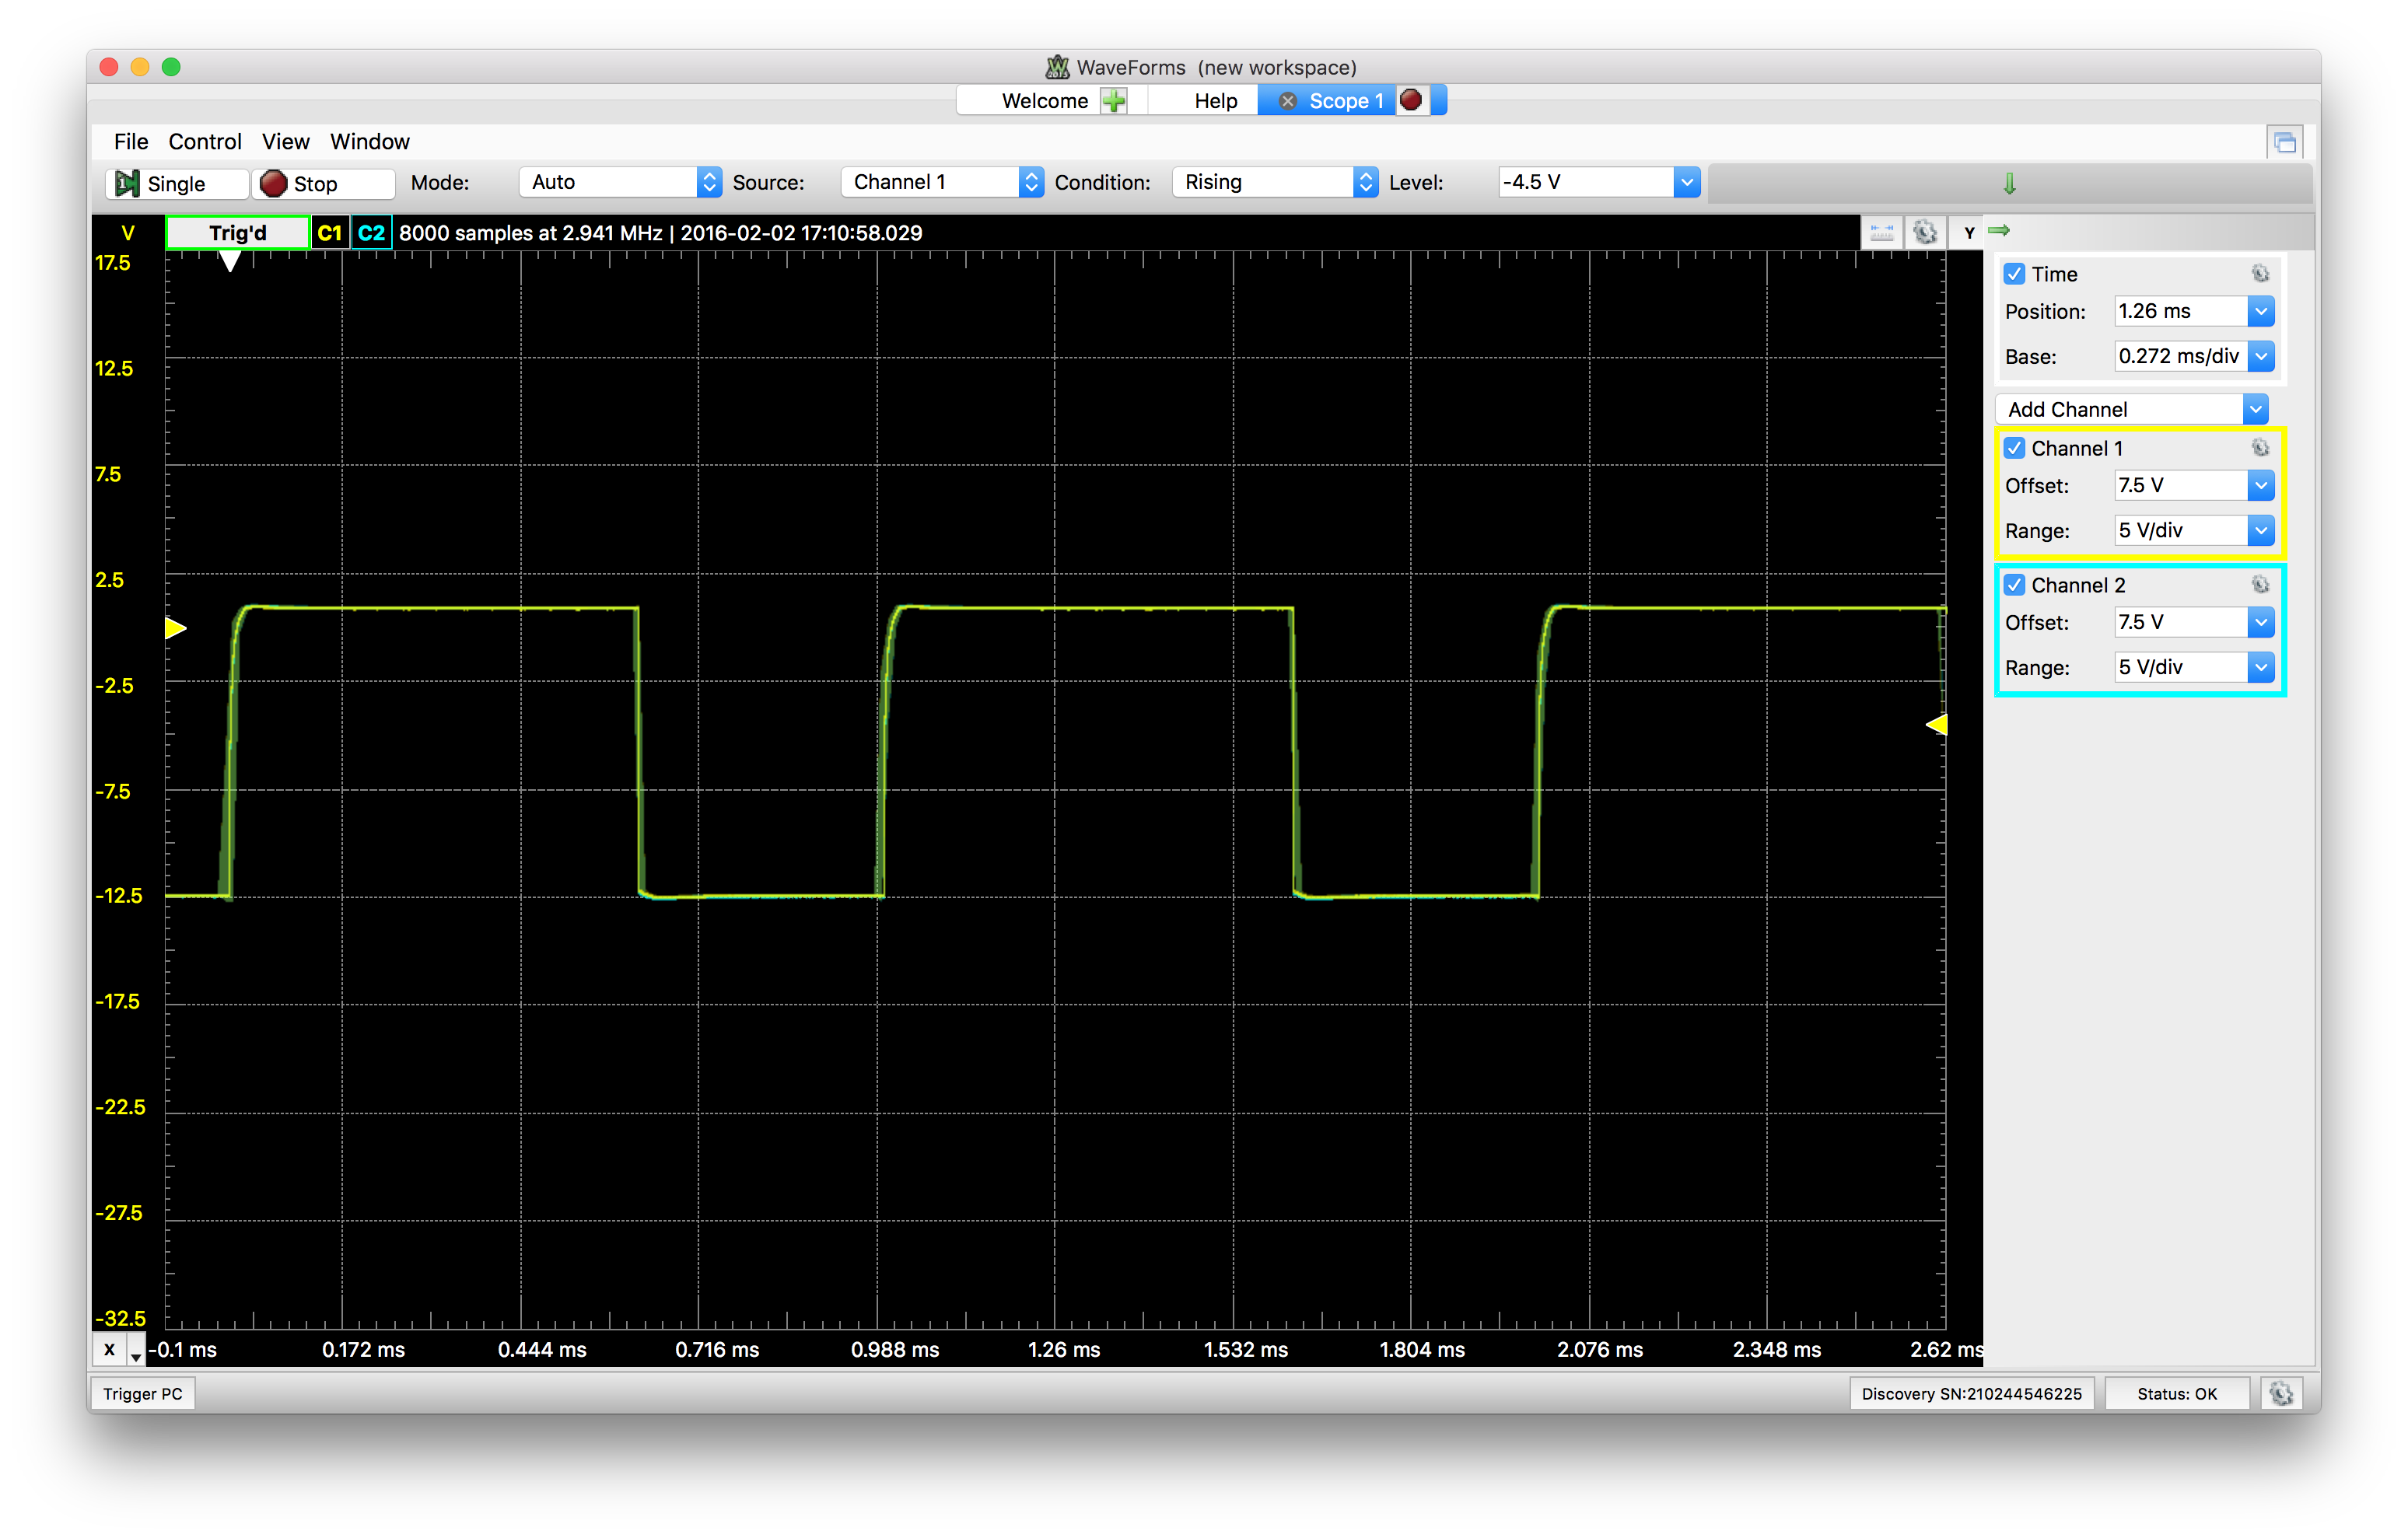 WaveForms (new workspace)
Welcome Help Scope 1
File Control View Window
Single Stop Mode: Auto Source: Channel 1 Condition: Rising Level: -4.5 V
V Trig'd C1 C2 8000 samples at 2.941 MHz | 2016-02-02 17:10:58.029 Y
17.5
12.5
7.5
2.5
-2.5
-7.5
-12.5
-17.5
-22.5
-27.5
-32.5
X -0.1 ms 0.172 ms 0.444 ms 0.716 ms 0.988 ms 1.26 ms 1.532 ms 1.804 ms 2.076 ms 2.348 ms 2.62 ms
Time
Position: 1.26 ms
Base: 0.272 ms/div
Add Channel
Channel 1
Offset: 7.5 V
Range: 5 V/div
Channel 2
Offset: 7.5 V
Range: 5 V/div
Trigger PC Discovery SN:210244546225 Status: OK